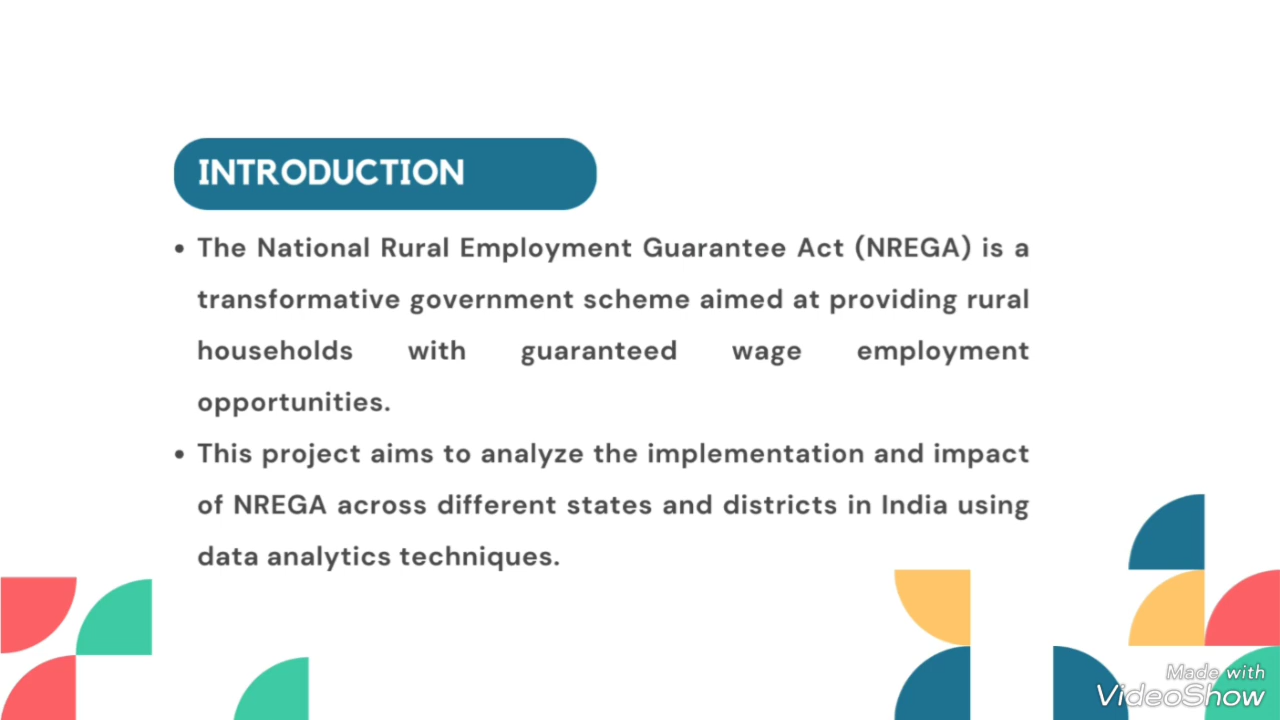 INTRODUCTION
• The National Rural Employment Guarantee Act (NREGA) is a
transformative government scheme aimed at providing rural
households with guaranteed wage employment
opportunities.
• This project aims to analyze the implementation and impact
of NREGA across different states and districts in India using
data analytics techniques.
Made with
VideoShow